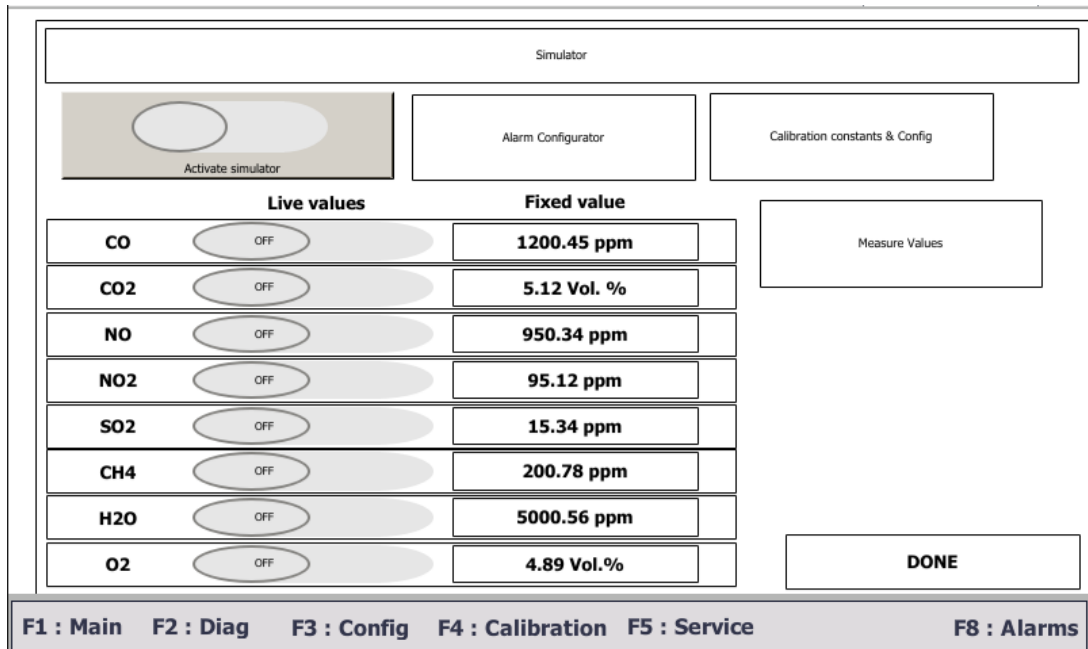 Simulator
Activate simulator
Alarm Configurator
Calibration constants & Config
Live values Fixed value
Measure Values
CO OFF 1200.45 ppm
CO2 OFF 5.12 Vol. %
NO OFF 950.34 ppm
NO2 OFF 95.12 ppm
SO2 OFF 15.34 ppm
CH4 OFF 200.78 ppm
H2O OFF 5000.56 ppm
O2 OFF 4.89 Vol.%
DONE
F1 : Main F2 : Diag F3 : Config F4 : Calibration F5 : Service F8 : Alarms